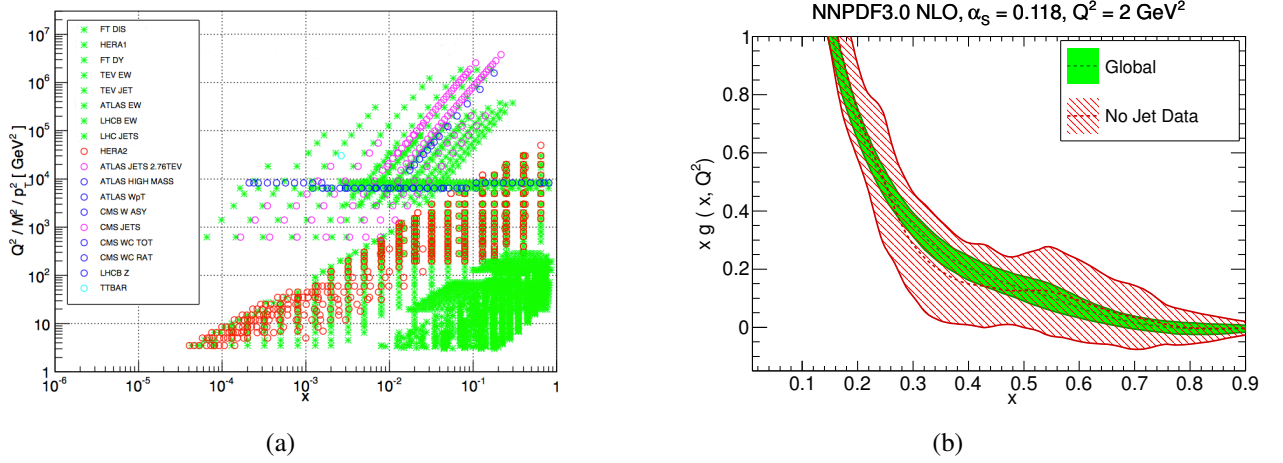 Q² / M² / p²_T [ GeV² ]
10⁷
10⁶
10⁵
10⁴
10³
10²
10
1
FT DIS
HERA1
FT DY
TEV EW
TEV JET
ATLAS EW
LHCB EW
LHC JETS
HERA2
ATLAS JETS 2.76TEV
ATLAS HIGH MASS
ATLAS WpT
CMS W ASY
CMS JETS
CMS WC TOT
CMS WC RAT
LHCB Z
TTBAR
10⁻⁶ 10⁻⁵ 10⁻⁴ 10⁻³ 10⁻² 10⁻¹ 1
x
(a)
NNPDF3.0 NLO, α_S = 0.118, Q² = 2 GeV²
x g ( x, Q²)
1
0.8
0.6
0.4
0.2
0
Global
No Jet Data
0.1 0.2 0.3 0.4 0.5 0.6 0.7 0.8 0.9
x
(b)